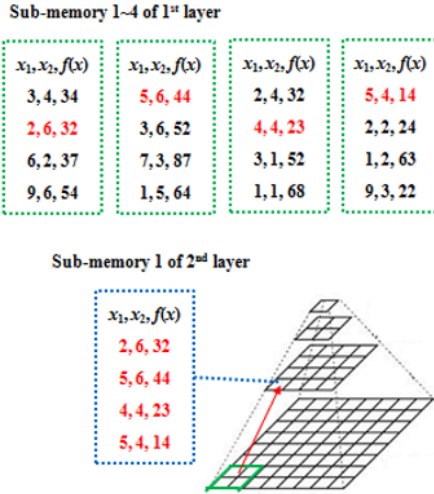 Sub-memory 1~4 of 1st layer
x1, x2, f(x)
3, 4, 34
2, 6, 32
6, 2, 37
9, 6, 54
x1, x2, f(x)
5, 6, 44
3, 6, 52
7, 3, 87
1, 5, 64
x1, x2, f(x)
2, 4, 32
4, 4, 23
3, 1, 52
1, 1, 68
x1, x2, f(x)
5, 4, 14
2, 2, 24
1, 2, 63
9, 3, 22
Sub-memory 1 of 2nd layer
x1, x2, f(x)
2, 6, 32
5, 6, 44
4, 4, 23
5, 4, 14